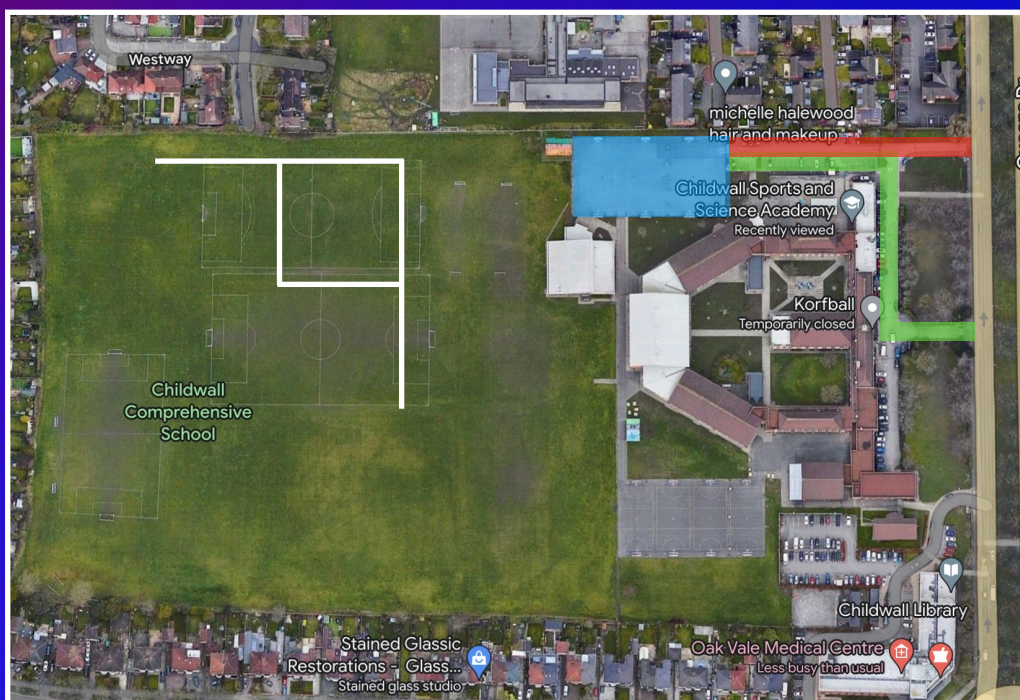 Westway
michelle halewood
hair and makeup
Childwall Sports and
Science Academy
Recently viewed
Korfball
Temporarily closed
Childwall
Comprehensive
School
Childwall Library
Stained Glassic
Restorations - Glass...
Stained glass studio
Oak Vale Medical Centre
Less busy than usual